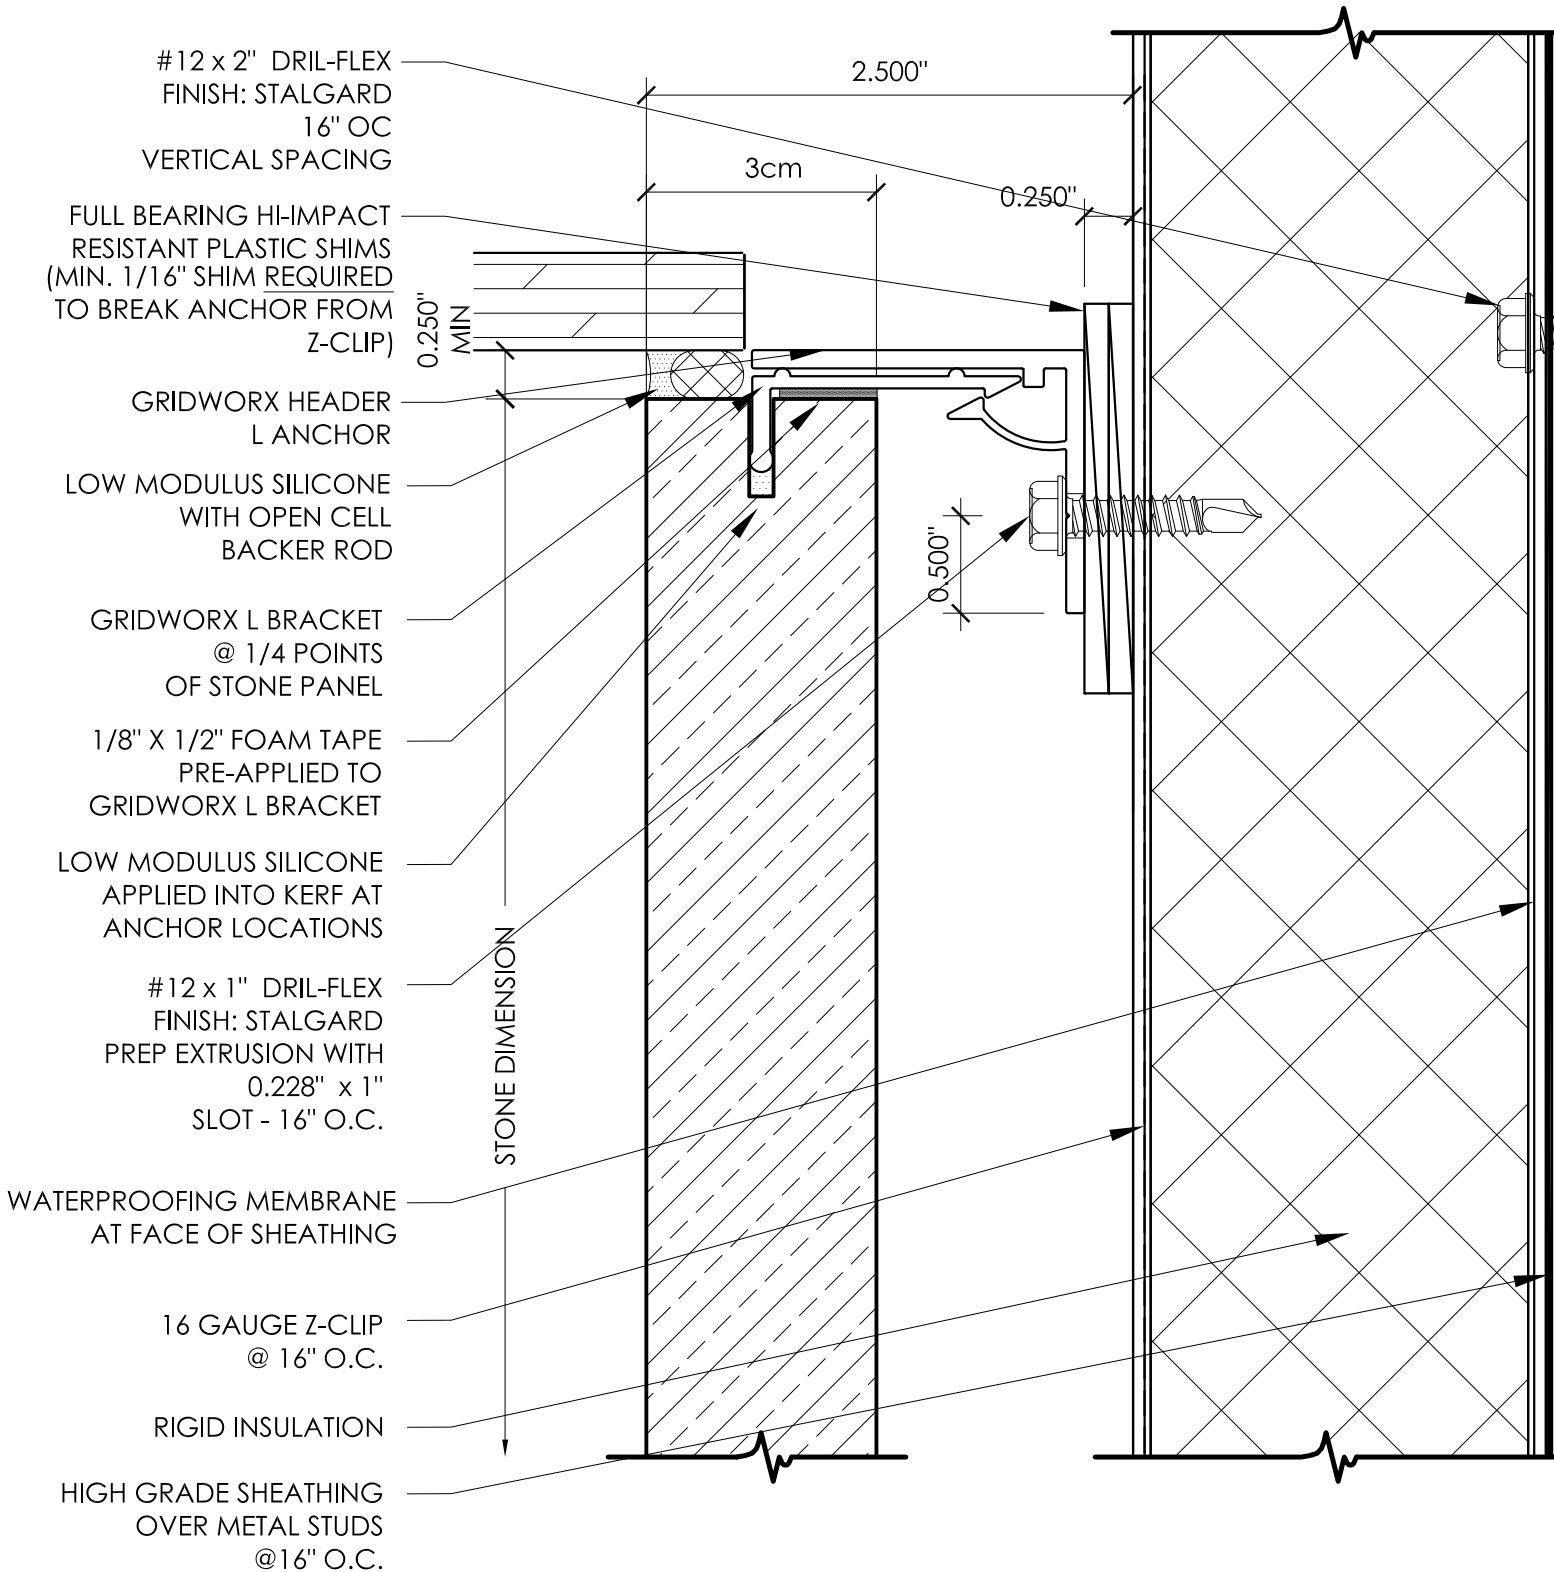 #12 x 2" DRIL-FLEX
FINISH: STALGARD
16" OC
VERTICAL SPACING
FULL BEARING HI-IMPACT
RESISTANT PLASTIC SHIMS
(MIN. 1/16" SHIM REQUIRED
TO BREAK ANCHOR FROM
Z-CLIP)
GRIDWORX HEADER
L ANCHOR
LOW MODULUS SILICONE
WITH OPEN CELL
BACKER ROD
GRIDWORX L BRACKET
@ 1/4 POINTS
OF STONE PANEL
1/8" X 1/2" FOAM TAPE
PRE-APPLIED TO
GRIDWORX L BRACKET
LOW MODULUS SILICONE
APPLIED INTO KERF AT
ANCHOR LOCATIONS
#12 x 1" DRIL-FLEX
FINISH: STALGARD
PREP EXTRUSION WITH
0.228" x 1"
SLOT - 16" O.C.
WATERPROOFING MEMBRANE
AT FACE OF SHEATHING
16 GAUGE Z-CLIP
@ 16" O.C.
RIGID INSULATION
HIGH GRADE SHEATHING
OVER METAL STUDS
@16" O.C.
2.500"
3cm
0.250"
0.250"
MIN
0.500"
STONE DIMENSION